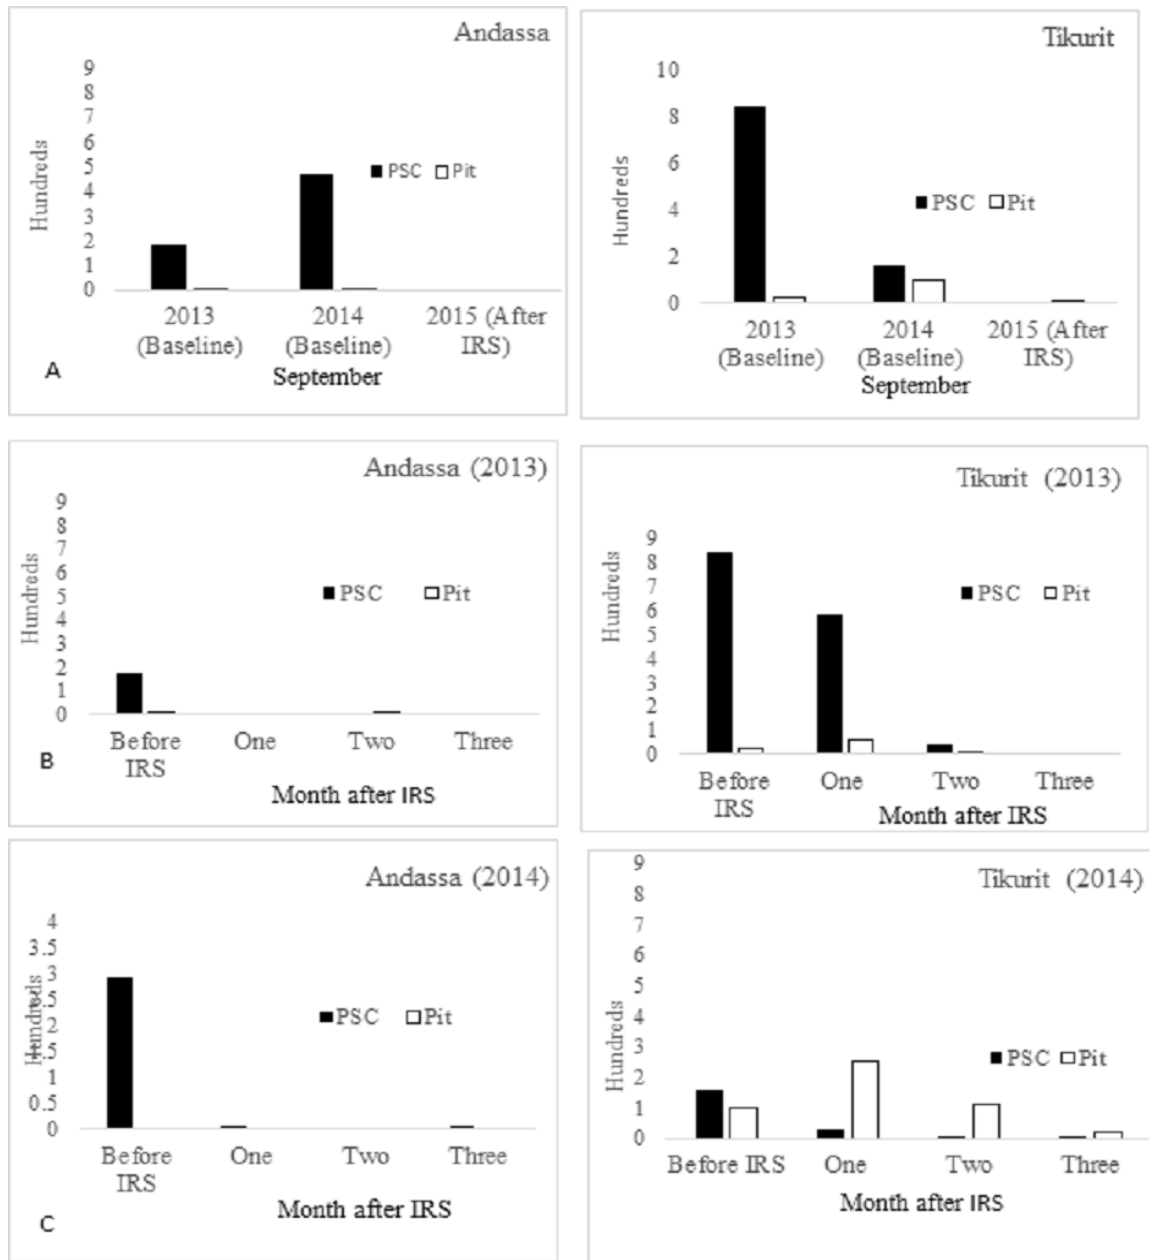 Andassa
9
8
7
6
5
4
3
2
1
0
Hundreds
PSC Pit
2013 2014 2015 (After
(Baseline) (Baseline) IRS)
September
A
Tikurit
10
8
6
4
2
0
Hundreds
PSC Pit
2013 2014 2015 (After
(Baseline) (Baseline) IRS)
September
Andassa (2013)
9
8
7
6
5
4
3
2
1
0
Hundreds
PSC Pit
Before One Two Three
IRS
Month after IRS
B
Tikurit (2013)
9
8
7
6
5
4
3
2
1
0
Hundreds
PSC Pit
Before One Two Three
IRS
Month after IRS
Andassa (2014)
4
3.5
3
2.5
2
1.5
1
0.5
0
Hundreds
PSC Pit
Before One Two Three
IRS
Month after IRS
C
Tikurit (2014)
9
8
7
6
5
4
3
2
1
0
Hundreds
PSC Pit
Before IRS One Two Three
Month after IRS